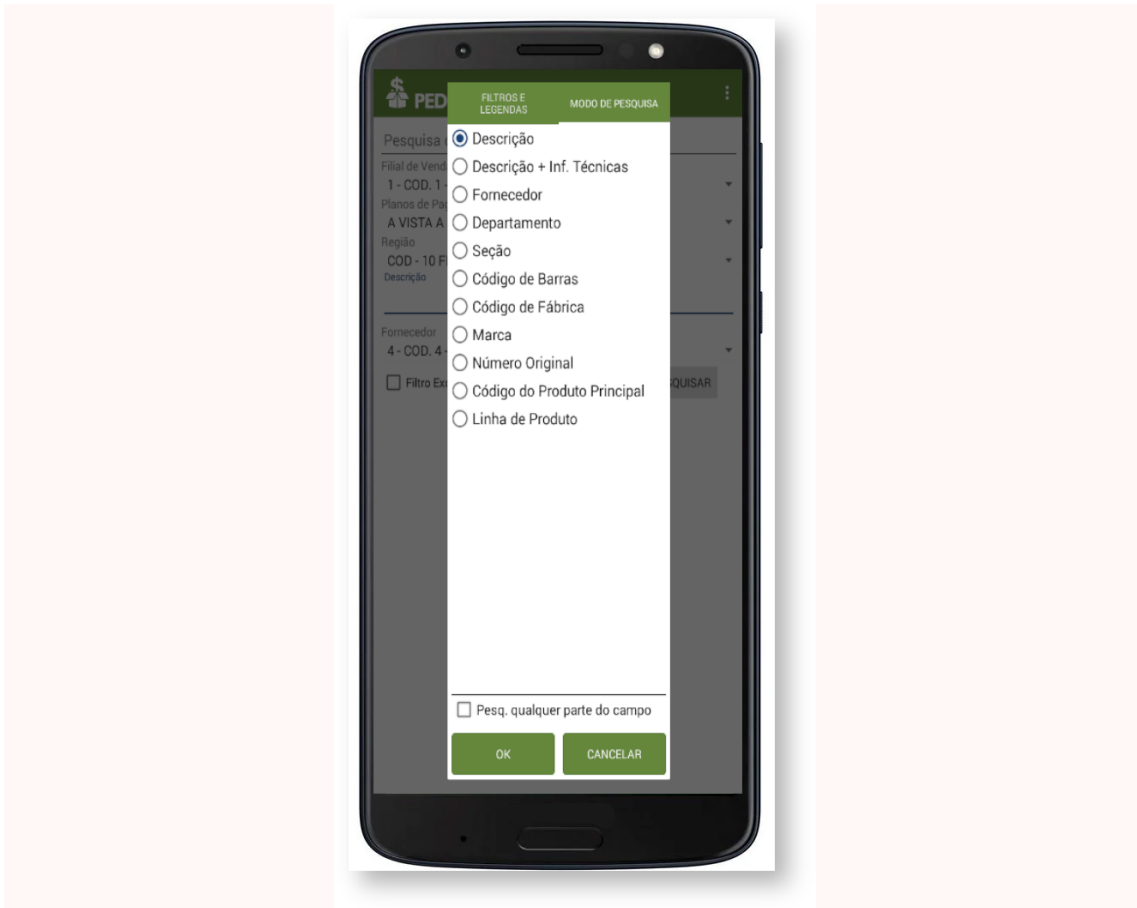 PED
FILTROS E
LEGENDAS
MODO DE PESQUISA
Pesquisa
Descrição
Filial de Vend
Descrição + Inf. Técnicas
1 - COD. 1 -
Fornecedor
Planos de Pag
A VISTA A
Departamento
Região
Seção
COD - 10 F
Descrição
Código de Barras
Código de Fábrica
Fornecedor
Marca
4 - COD. 4 -
Número Original
Filtro Exc
Código do Produto Principal
QUISAR
Linha de Produto
Pesq. qualquer parte do campo
OK
CANCELAR